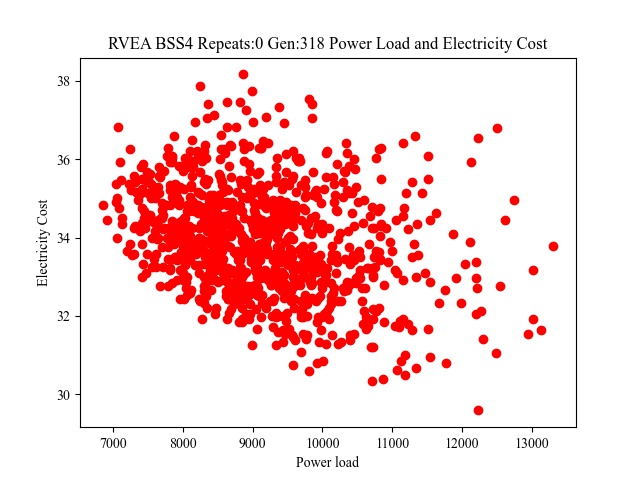 RVEA BSS4 Repeats:0 Gen:318 Power Load and Electricity Cost
38
36
34
32
30
Electricity Cost
7000 8000 9000 10000 11000 12000 13000
Power load